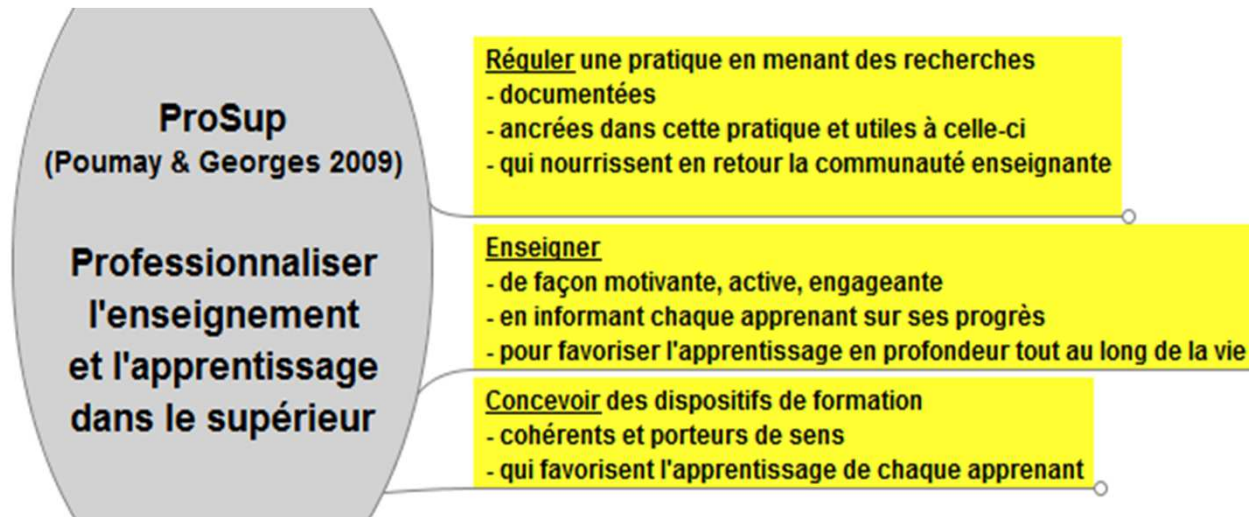 ProSup
(Poumay & Georges 2009)
Professionnaliser
l'enseignement
et l'apprentissage
dans le supérieur
Réguler une pratique en menant des recherches
- documentées
- ancrées dans cette pratique et utiles à celle-ci
- qui nourrissent en retour la communauté enseignante
Enseigner
- de façon motivante, active, engageante
- en informant chaque apprenant sur ses progrès
- pour favoriser l'apprentissage en profondeur tout au long de la vie
Concevoir des dispositifs de formation
- cohérents et porteurs de sens
- qui favorisent l'apprentissage de chaque apprenant